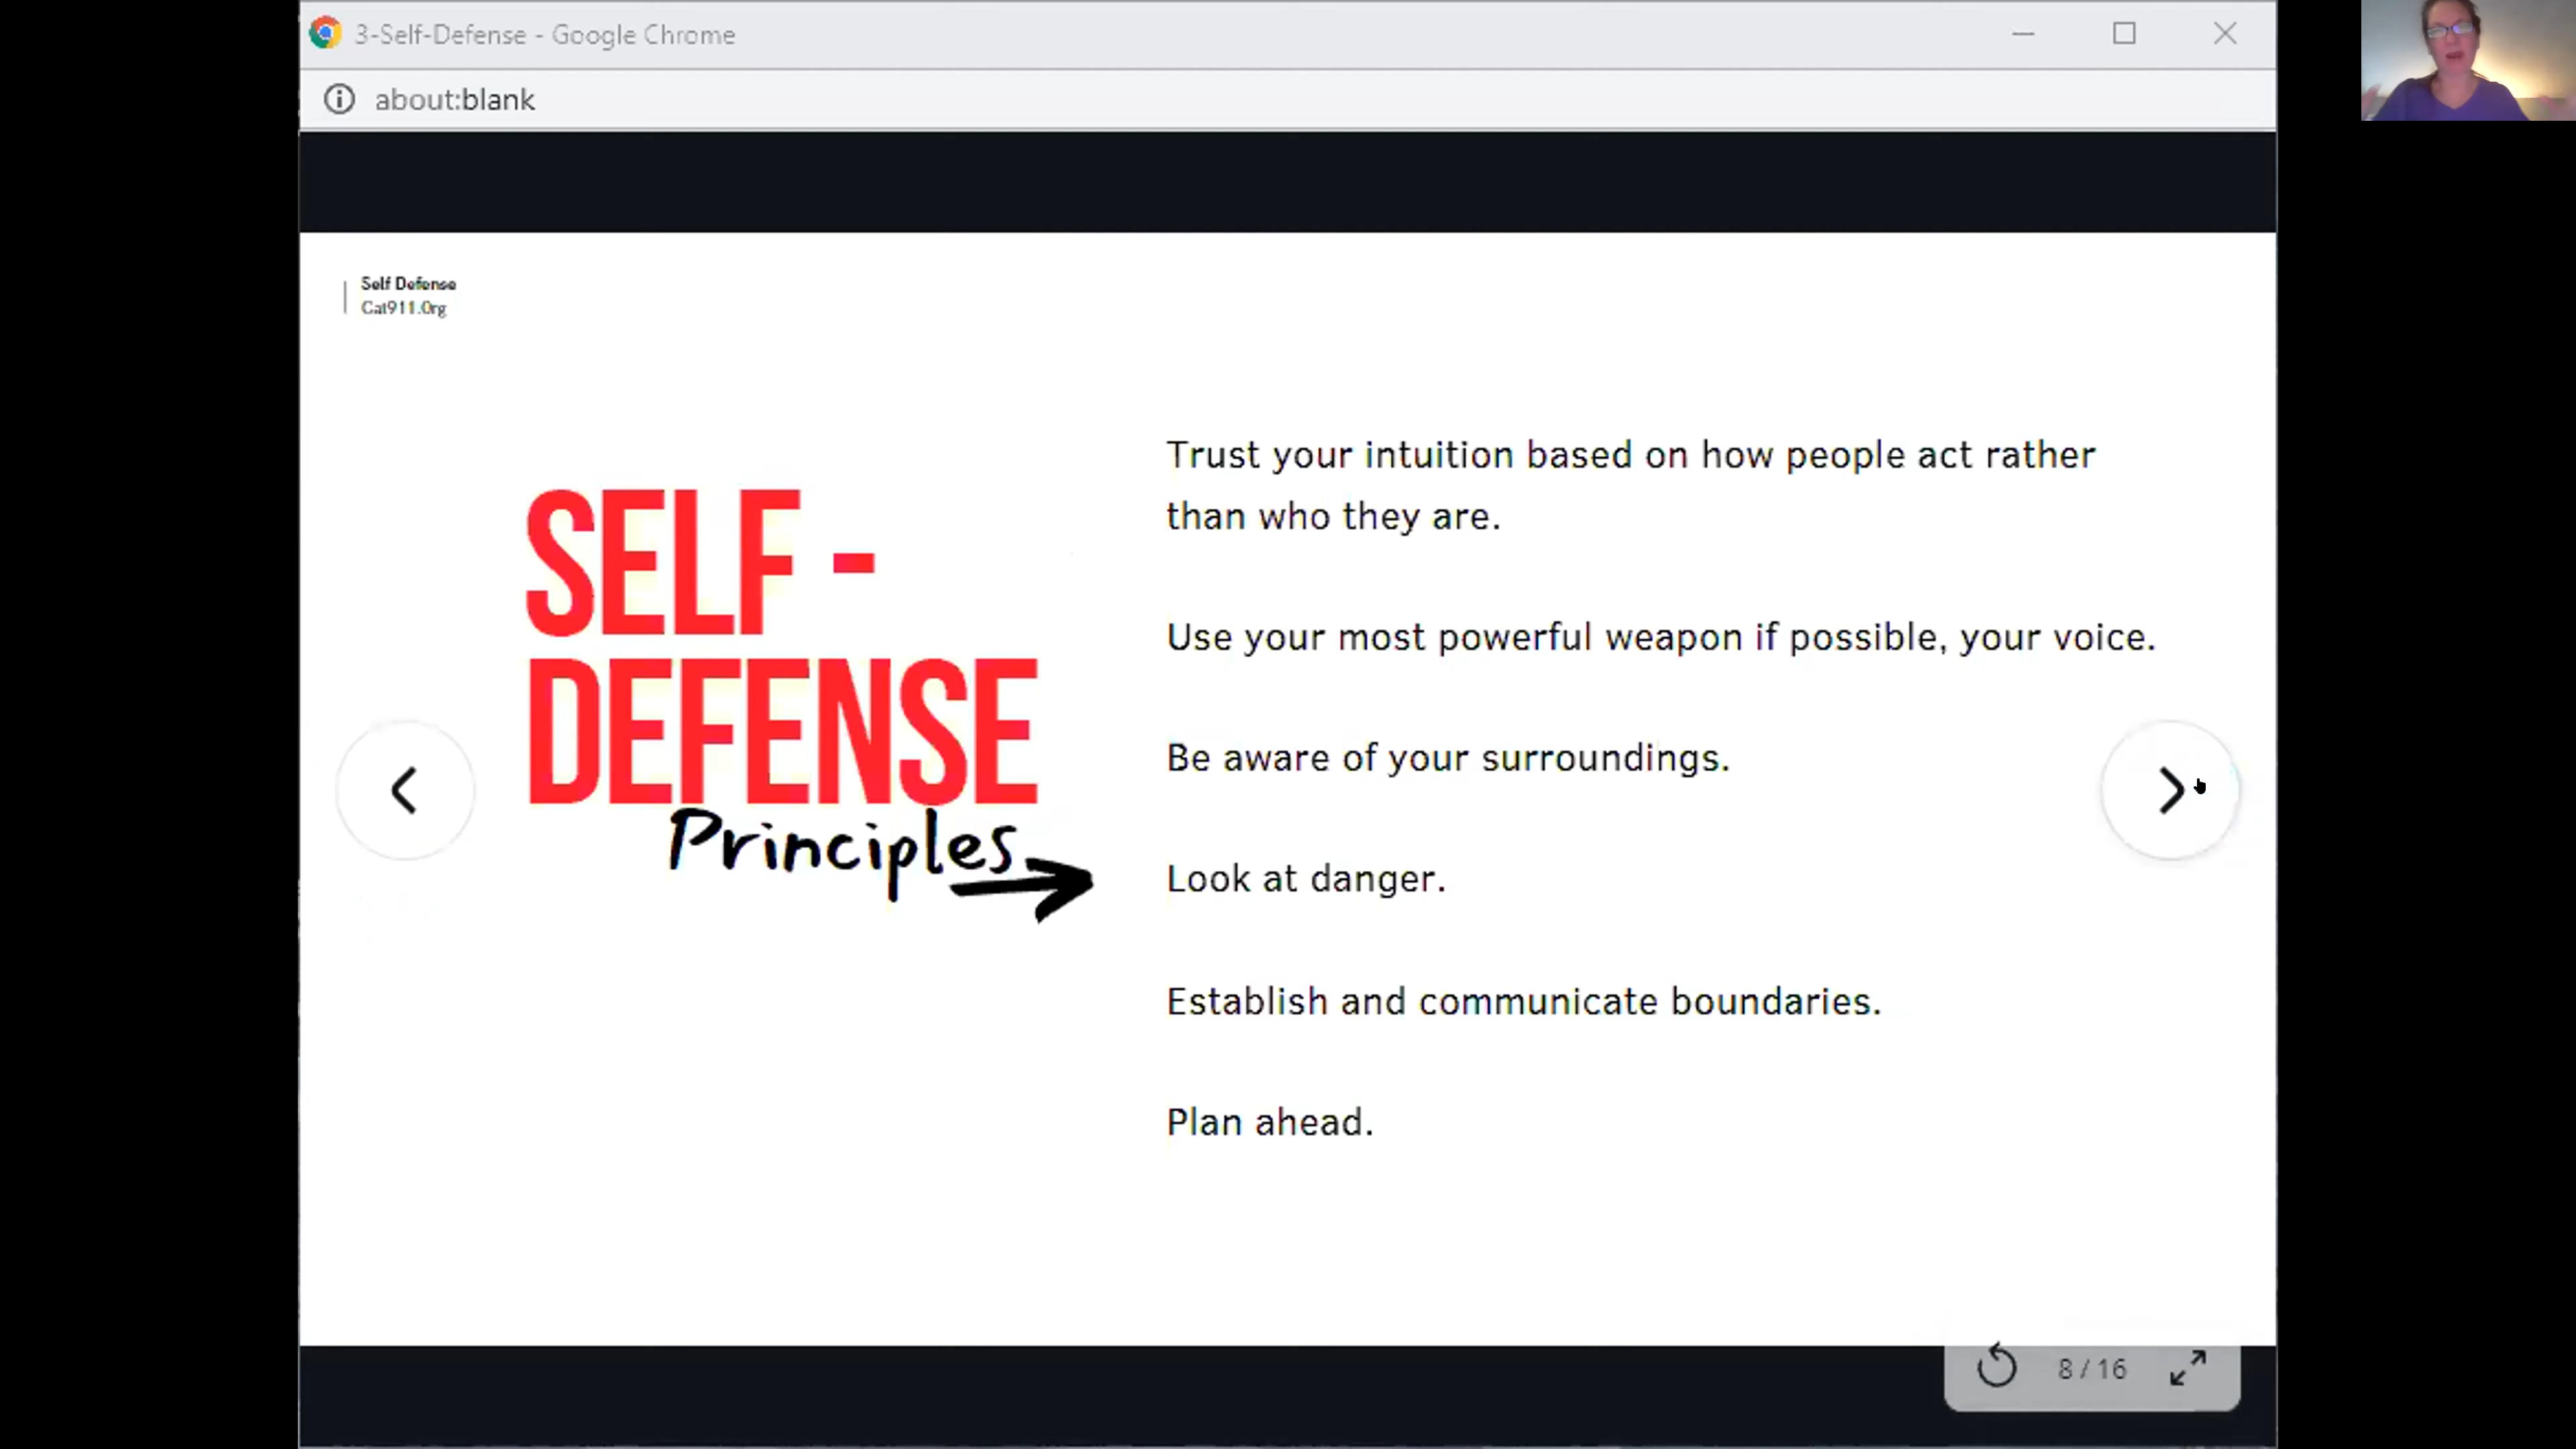 3-Self-Defense - Google Chrome
about:blank
Self Defense
Cat911.Org
SELF -
DEFENSE
Principles
Trust your intuition based on how people act rather
than who they are.
Use your most powerful weapon if possible, your voice.
Be aware of your surroundings.
Look at danger.
Establish and communicate boundaries.
Plan ahead.
8 / 16